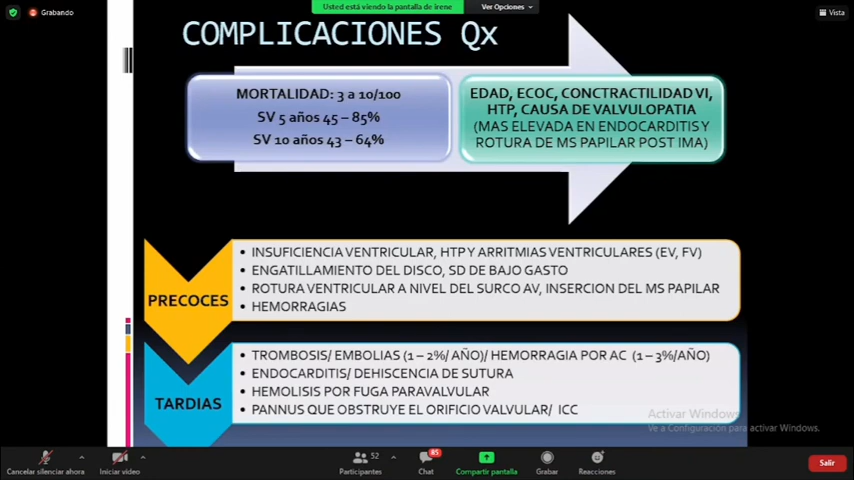 Grabando
Usted está viendo la pantalla de irene
Ver Opciones
Vista
COMPLICACIONES Qx
MORTALIDAD: 3 a 10/100
SV 5 años 45 – 85%
SV 10 años 43 – 64%
EDAD, ECOC, CONCTRACTILIDAD VI,
HTP, CAUSA DE VALVULOPATIA
(MAS ELEVADA EN ENDOCARDITIS Y
ROTURA DE MS PAPILAR POST IMA)
PRECOCES
• INSUFICIENCIA VENTRICULAR, HTP Y ARRITMIAS VENTRICULARES (EV, FV)
• ENGATILLAMIENTO DEL DISCO, SD DE BAJO GASTO
• ROTURA VENTRICULAR A NIVEL DEL SURCO AV, INSERCION DEL MS PAPILAR
• HEMORRAGIAS
TARDIAS
• TROMBOSIS/ EMBOLIAS (1 – 2%/ AÑO)/ HEMORRAGIA POR AC (1 – 3%/AÑO)
• ENDOCARDITIS/ DEHISCENCIA DE SUTURA
• HEMOLISIS POR FUGA PARAVALVULAR
• PANNUS QUE OBSTRUYE EL ORIFICIO VALVULAR/ ICC
Activar Windows
Ve a Configuración para activar Windows.
52
85
Cancelar silenciar ahora
Iniciar video
Participantes
Chat
Compartir pantalla
Grabar
Reacciones
Salir